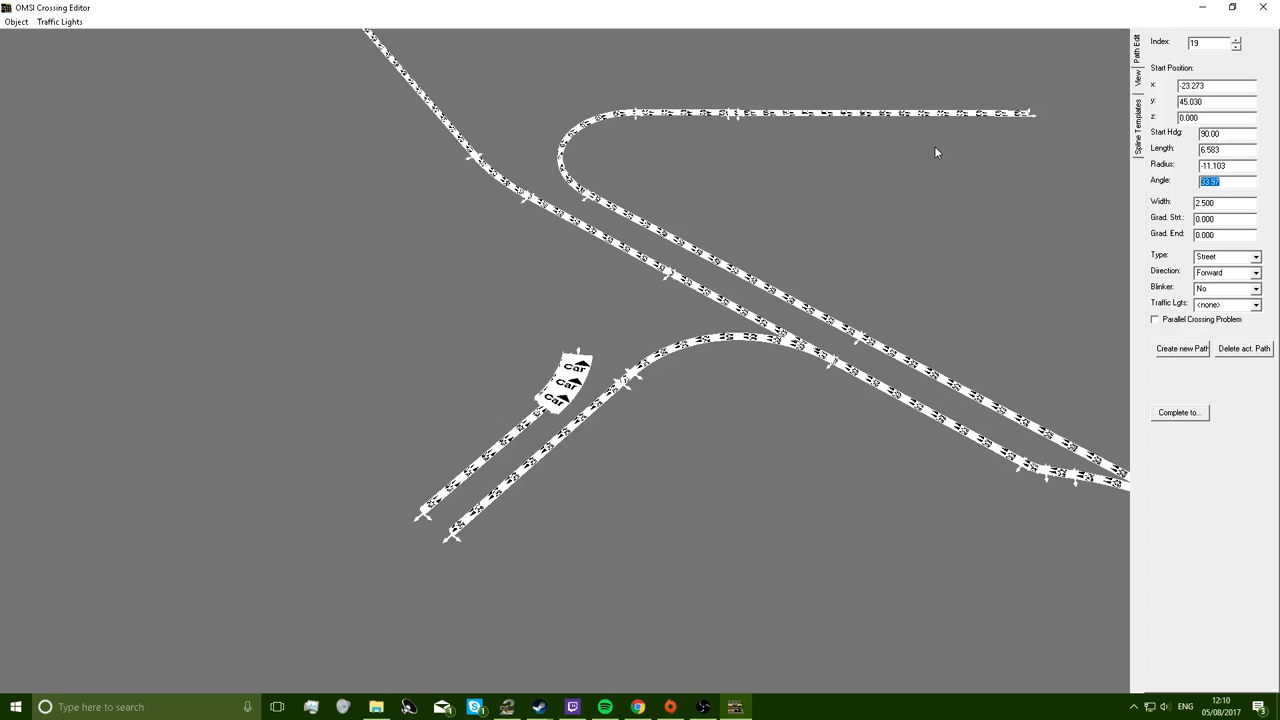 OMSI Crossing Editor
Object Traffic Lights
Path Edit
View
Spline Templates
Index: 19
Start Position:
x: -23.273
y: 45.030
z: 0.000
Start Hdg: 90.00
Length: 6.583
Radius: -11.103
Angle: 33.97
Width: 2.500
Grad. Strt.: 0.000
Grad. End: 0.000
Type: Street
Direction: Forward
Blinker: No
Traffic Lgts: <none>
Parallel Crossing Problem
Create new Path Delete act. Path
Complete to...
Car
Car
Car
Type here to search
ENG
12:10
05/08/2017